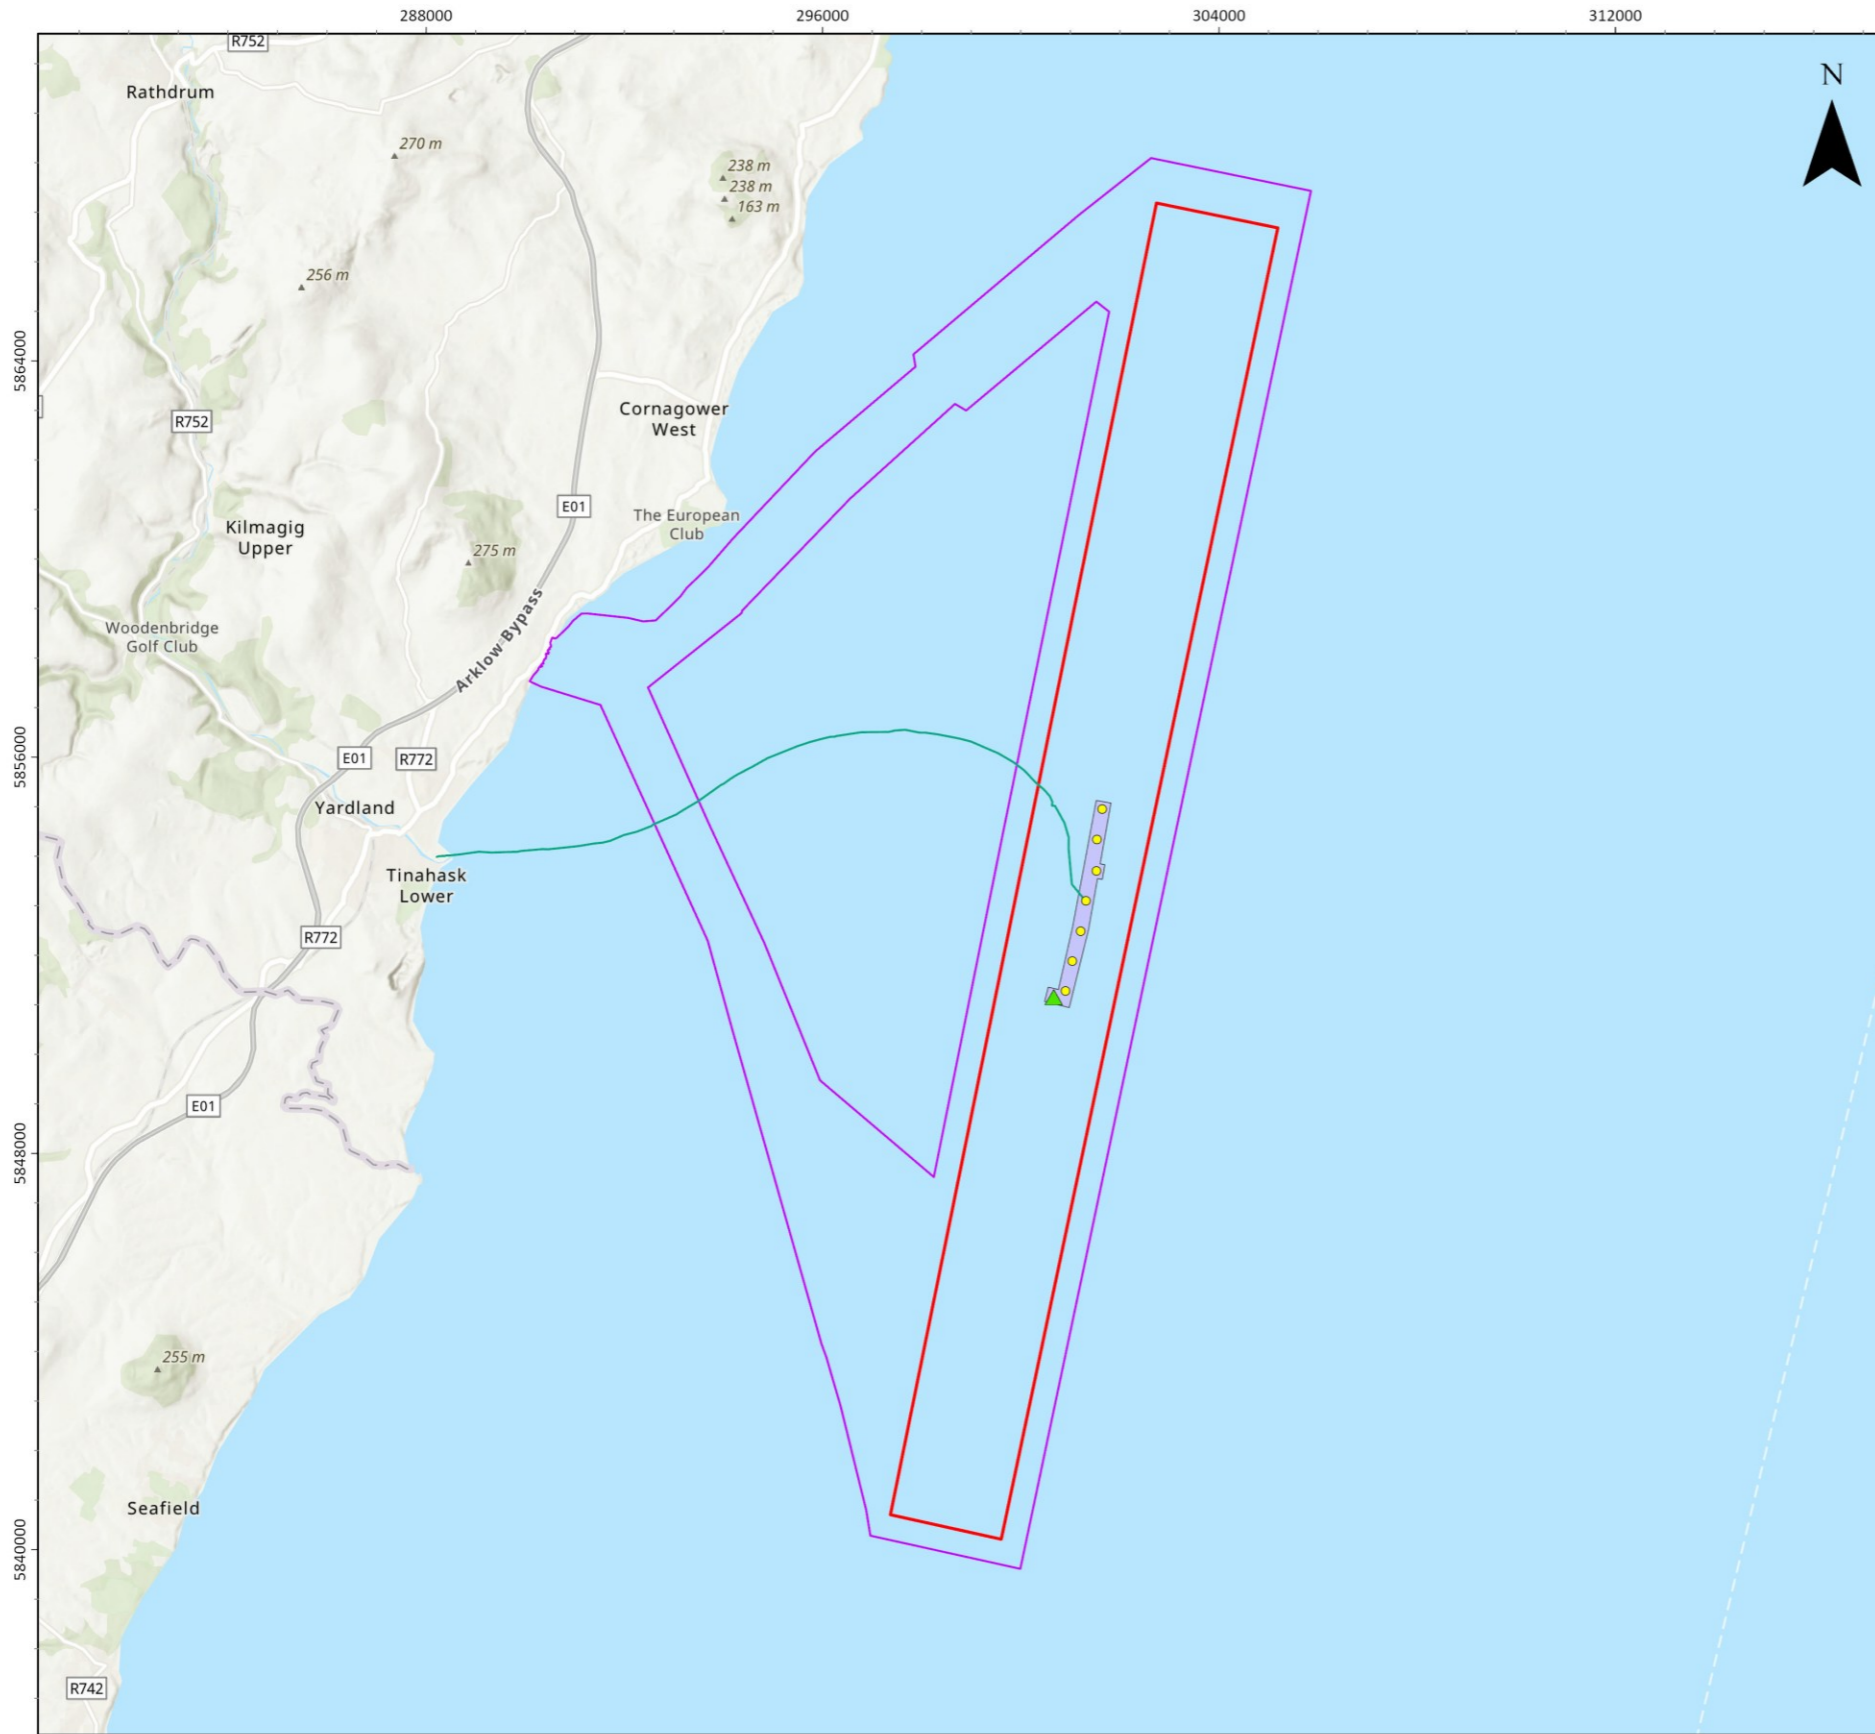 288000
296000
304000
312000
R752
N
Rathdrum
270 m
238 m
238 m
163 m
256 m
5864000
Cornagower
West
R752
E01
The European
Club
Kilmagig
Upper
275 m
Woodenbridge
Golf Club
Arklow Bypass
5856000
E01
R772
Yardland
Tinahask
Lower
R772
E01
5848000
255 m
Seafield
5840000
R742